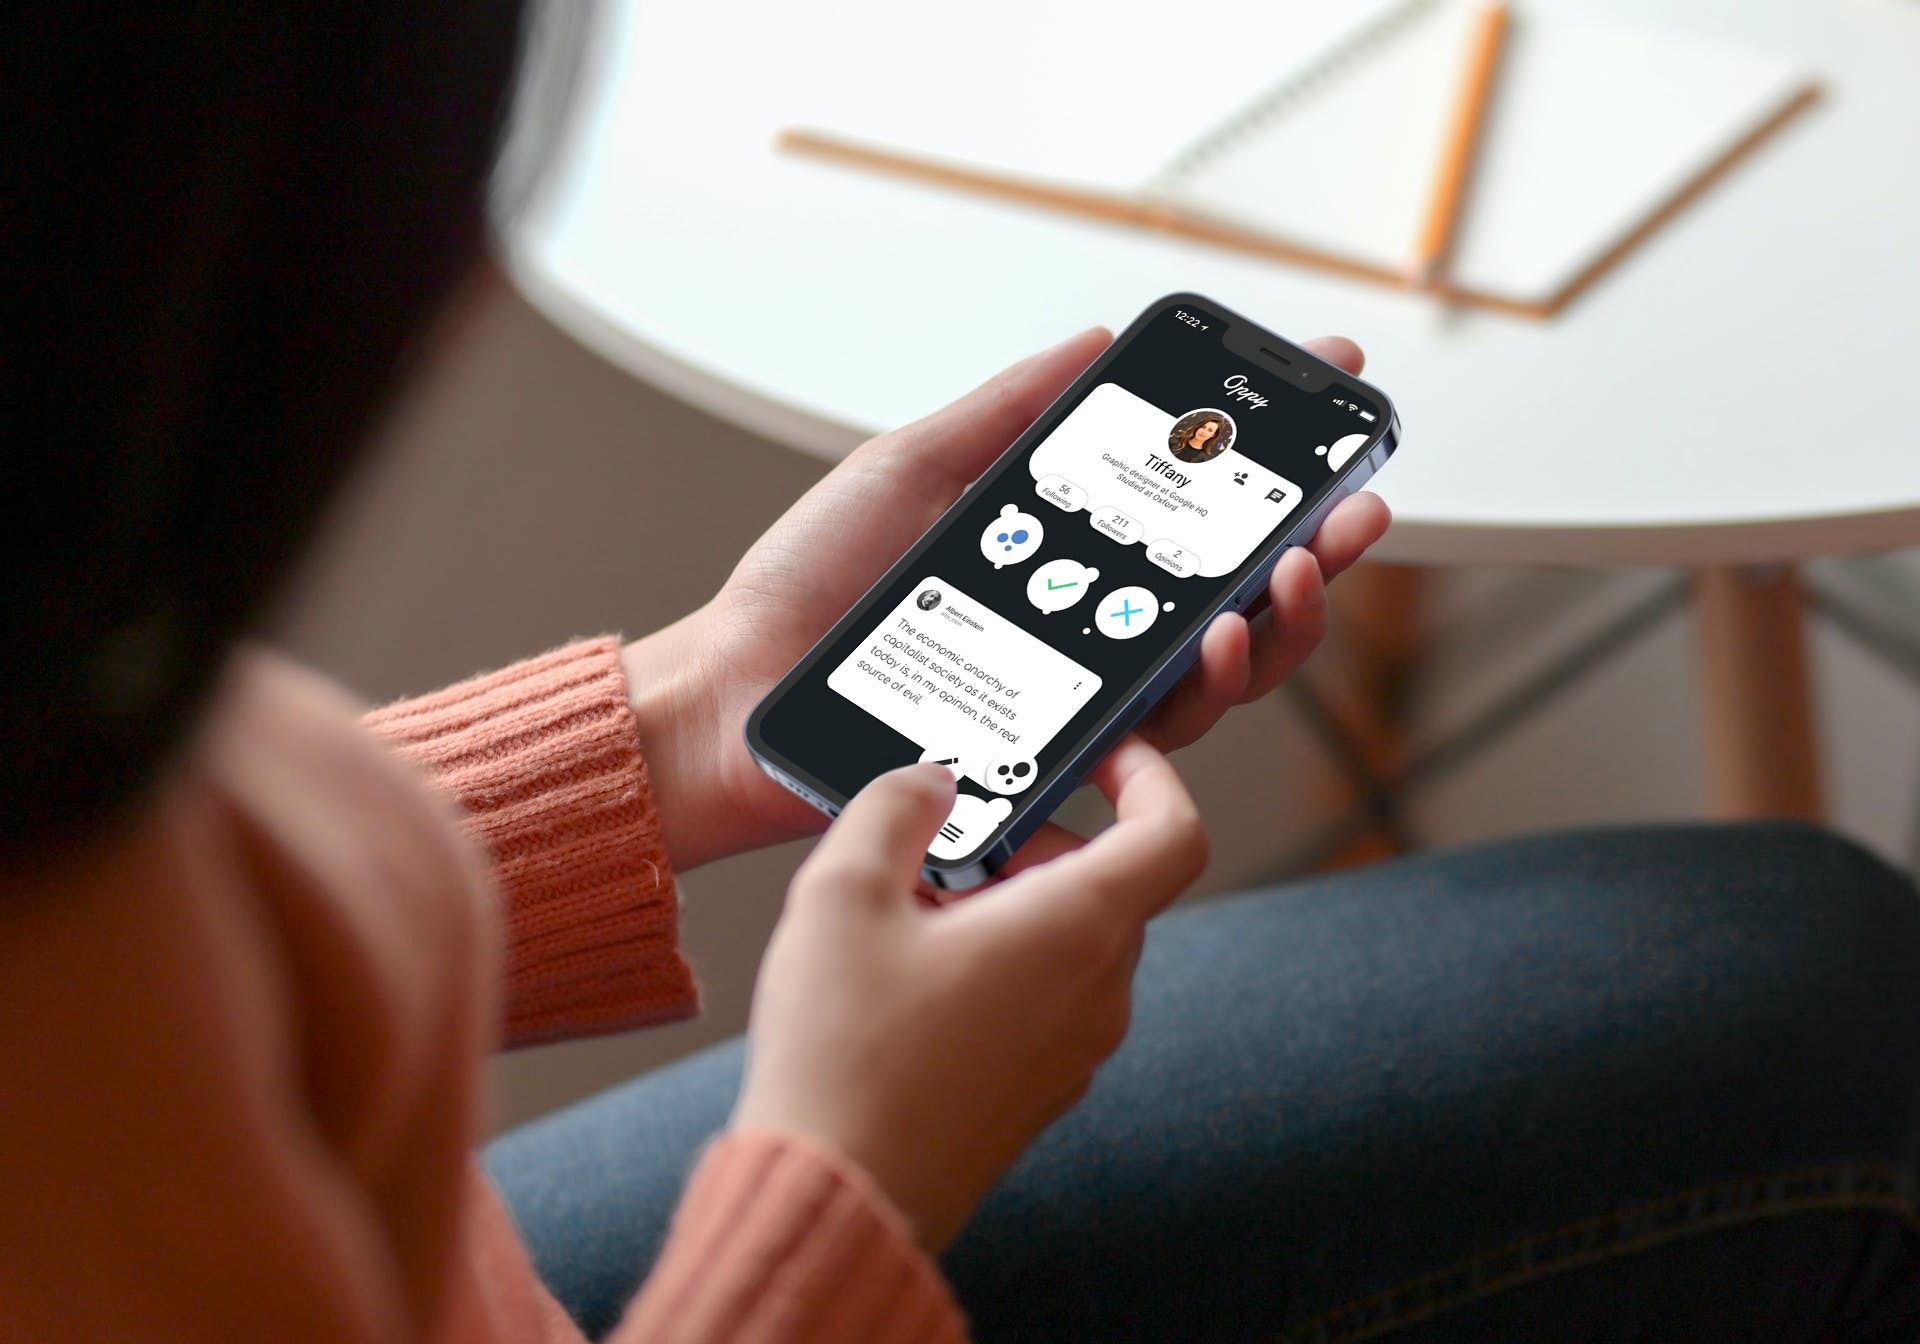 12:22
Oppy
Tiffany
Graphic designer at Google HQ
Studied at Oxford
56
Following
211
Followers
2
Opinions
Albert Einstein
The economic anarchy of
capitalist society as it exists
today is, in my opinion, the real
source of evil.